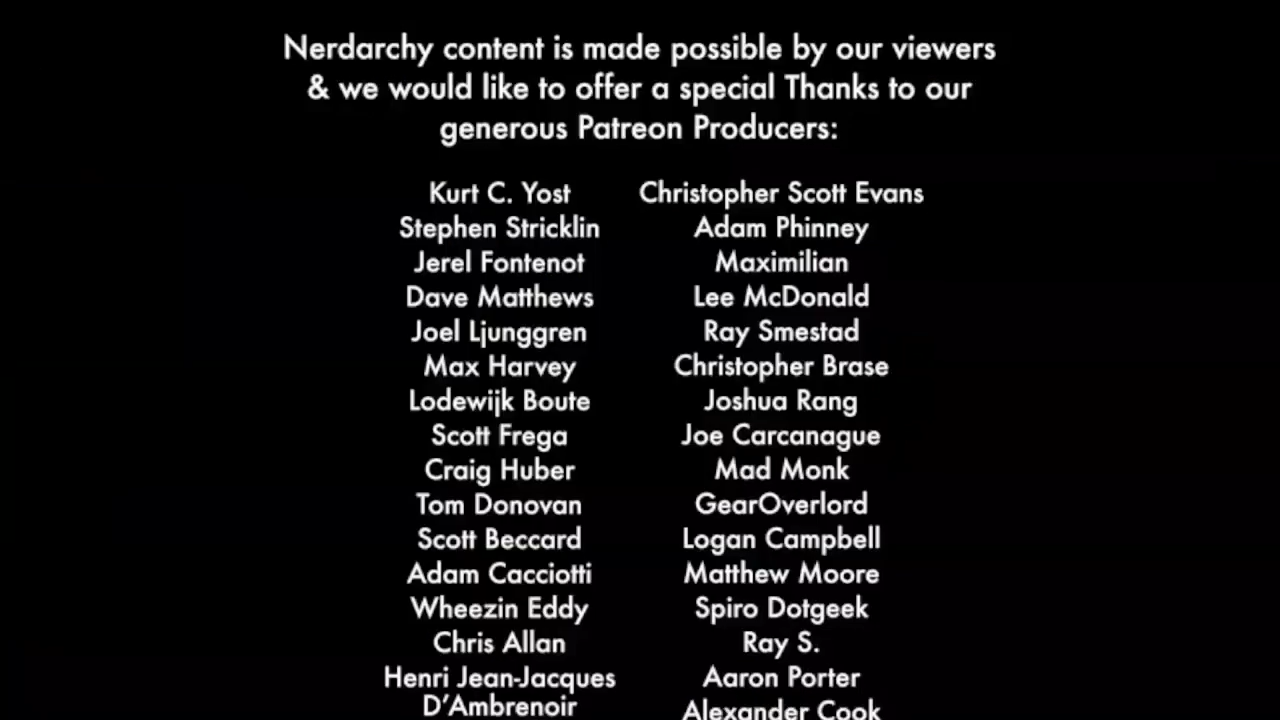 Nerdarchy content is made possible by our viewers
& we would like to offer a special Thanks to our
generous Patreon Producers:
Kurt C. Yost
Stephen Stricklin
Jerel Fontenot
Dave Matthews
Joel Ljunggren
Max Harvey
Lodewijk Boute
Scott Frega
Craig Huber
Tom Donovan
Scott Beccard
Adam Cacciotti
Wheezin Eddy
Chris Allan
Henri Jean-Jacques
D'Ambrenoir
Christopher Scott Evans
Adam Phinney
Maximilian
Lee McDonald
Ray Smestad
Christopher Brase
Joshua Rang
Joe Carcanague
Mad Monk
GearOverlord
Logan Campbell
Matthew Moore
Spiro Dotgeek
Ray S.
Aaron Porter
Alexander Cook